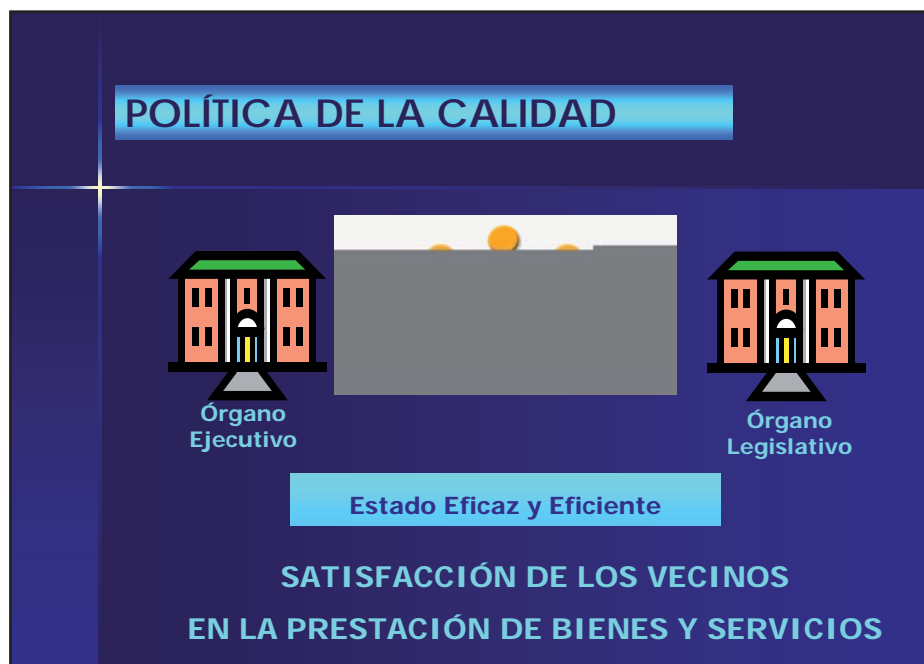 POLÍTICA DE LA CALIDAD
Órgano
Ejecutivo
Órgano
Legislativo
Estado Eficaz y Eficiente
SATISFACCIÓN DE LOS VECINOS
EN LA PRESTACIÓN DE BIENES Y SERVICIOS